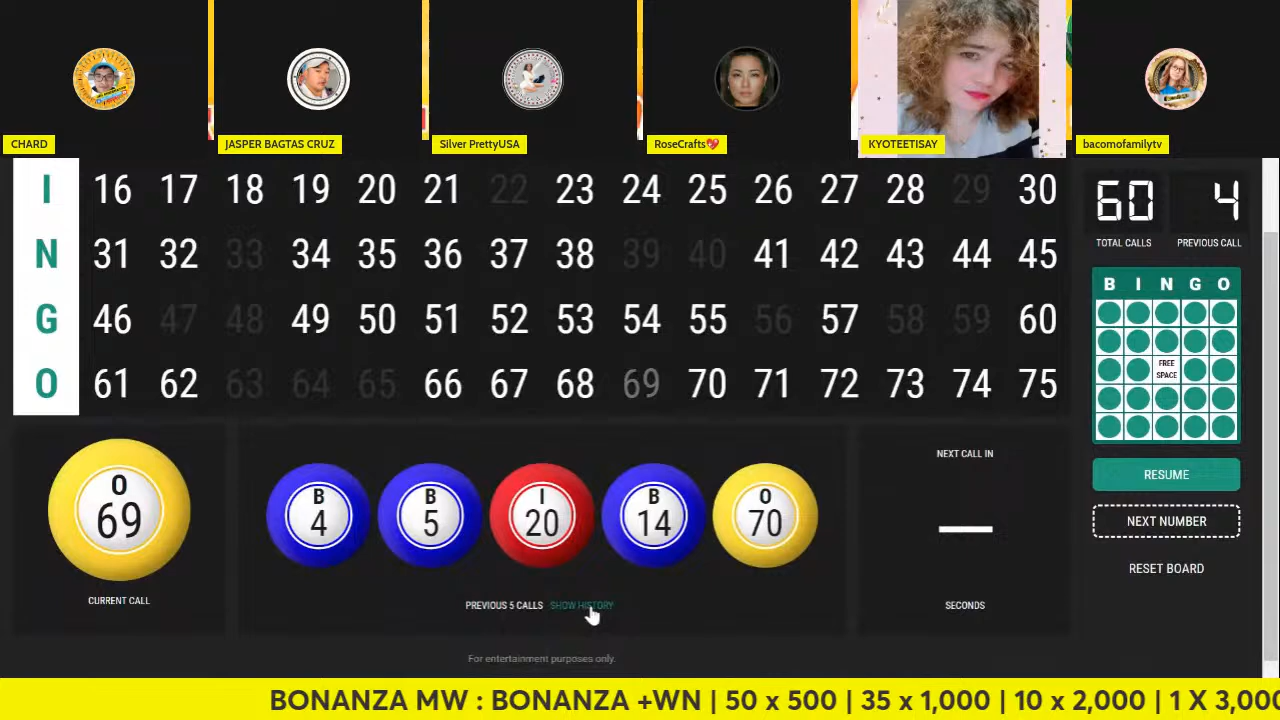 CHARD
JASPER BAGTAS CRUZ
Silver PrettyUSA
RoseCrafts💖
KYOTEETISAY
bacomofamilytv
I 16 17 18 19 20 21 22 23 24 25 26 27 28 29 30
N 31 32 33 34 35 36 37 38 39 40 41 42 43 44 45
G 46 47 48 49 50 51 52 53 54 55 56 57 58 59 60
O 61 62 63 64 65 66 67 68 69 70 71 72 73 74 75
60 4
TOTAL CALLS PREVIOUS CALL
B I N G O
FREE
SPACE
RESUME
NEXT NUMBER
RESET BOARD
O
69
CURRENT CALL
B
4
B
5
I
20
B
14
O
70
PREVIOUS 5 CALLS SHOW HISTORY
NEXT CALL IN
SECONDS
For entertainment purposes only.
BONANZA MW : BONANZA +WN | 50 x 500 | 35 x 1,000 | 10 x 2,000 | 1 X 3,000